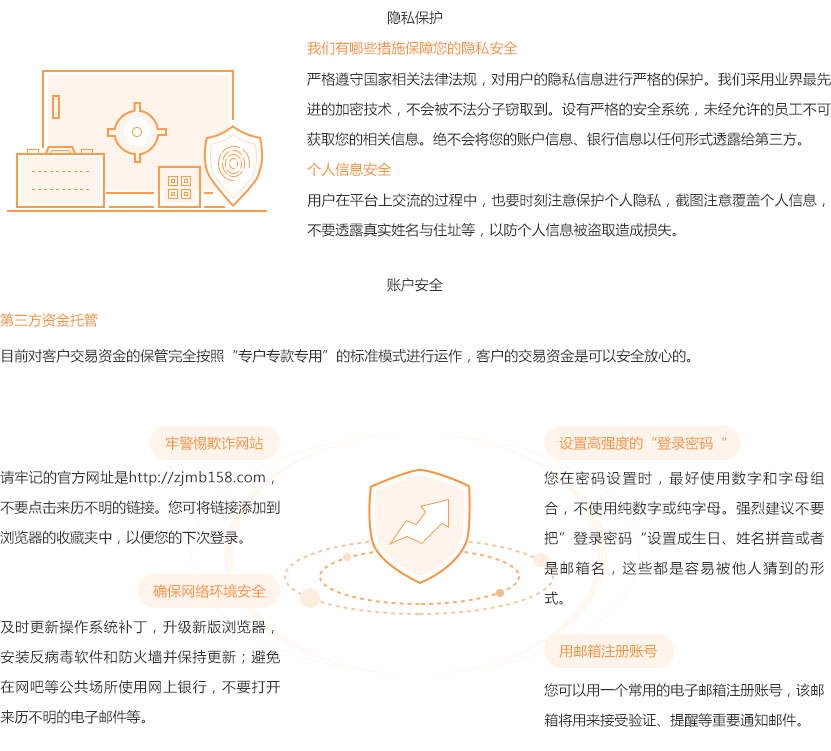 隐私保护
我们有哪些措施保障您的隐私安全
严格遵守国家相关法律法规，对用户的隐私信息进行严格的保护。我们采用业界最先
进的加密技术，不会被不法分子窃取到。设有严格的安全系统，未经允许的员工不可
获取您的相关信息。绝不会将您的账户信息、银行信息以任何形式透露给第三方。
个人信息安全
用户在平台上交流的过程中，也要时刻注意保护个人隐私，截图注意覆盖个人信息，
不要透露真实姓名与住址等，以防个人信息被盗取造成损失。
账户安全
第三方资金托管
目前对客户交易资金的保管完全按照“专户专款专用”的标准模式进行运作，客户的交易资金是可以安全放心的。
牢警惕欺诈网站
请牢记的官方网址是http://zjmb158.com，
不要点击来历不明的链接。您可将链接添加到
浏览器的收藏夹中，以便您的下次登录。
确保网络环境安全
及时更新操作系统补丁，升级新版浏览器，
安装反病毒软件和防火墙并保持更新；避免
在网吧等公共场所使用网上银行，不要打开
来历不明的电子邮件等。
设置高强度的“登录密码“
您在密码设置时，最好使用数字和字母组
合，不使用纯数字或纯字母。强烈建议不要
把”登录密码“设置成生日、姓名拼音或者
是邮箱名，这些都是容易被他人猜到的形
式。
用邮箱注册账号
您可以用一个常用的电子邮箱注册账号，该邮
箱将用来接受验证、提醒等重要通知邮件。